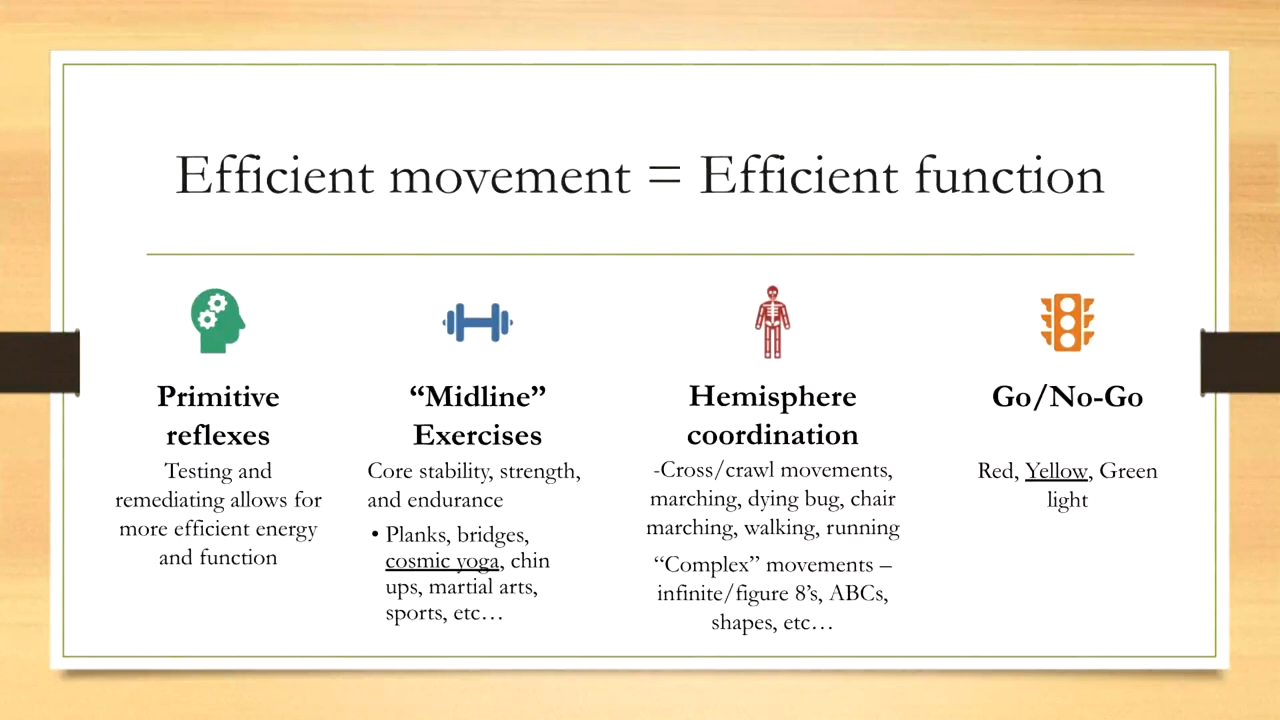 Efficient movement = Efficient function
Primitive
reflexes
Testing and
remediating allows for
more efficient energy
and function
“Midline”
Exercises
Core stability, strength,
and endurance
• Planks, bridges,
cosmic yoga, chin
ups, martial arts,
sports, etc…
Hemisphere
coordination
-Cross/crawl movements,
marching, dying bug, chair
marching, walking, running
“Complex” movements –
infinite/figure 8’s, ABCs,
shapes, etc…
Go/No-Go
Red, Yellow, Green
light